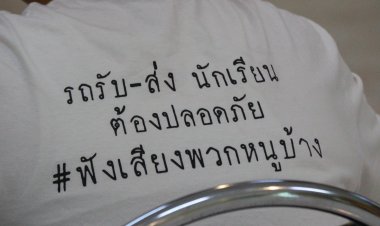 รถรับ-ส่ง นักเรียน
ต้องปลอดภัย
#ฟังเสียงพวกหนูบ้าง